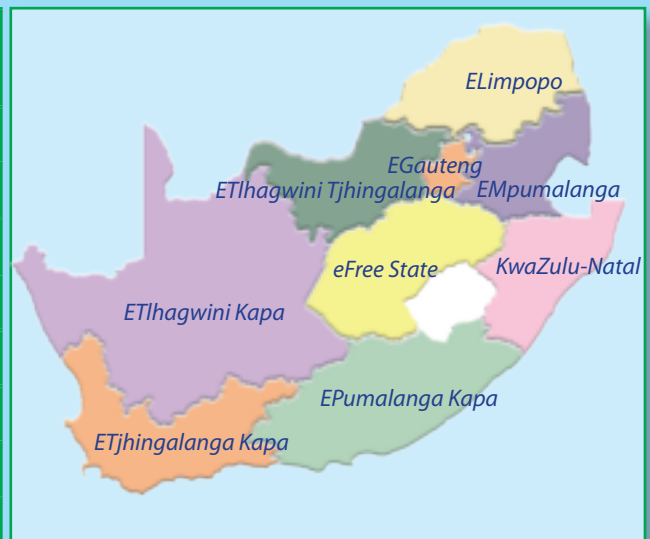 ELimpopo
EGauteng
ETlhagwini Tjhingalanga
EMpumalanga
eFree State
KwaZulu-Natal
ETlhagwini Kapa
EPumalanga Kapa
ETjhingalanga Kapa